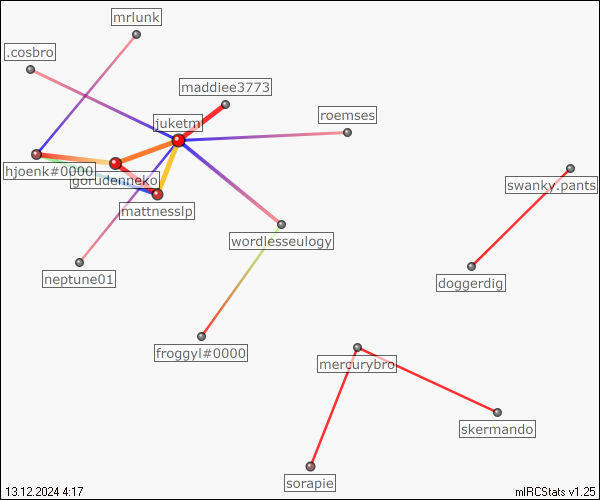 mrlunk
.cosbro
maddiee3773
roemses
juketm
hjoenk#0000
gorudenneko
swanky.pants
mattnesslp
wordlesseulogy
neptune01
doggerdig
froggyl#0000
mercurybro
skermando
sorapie
13.12.2024 4:17
mIRCStats v1.25